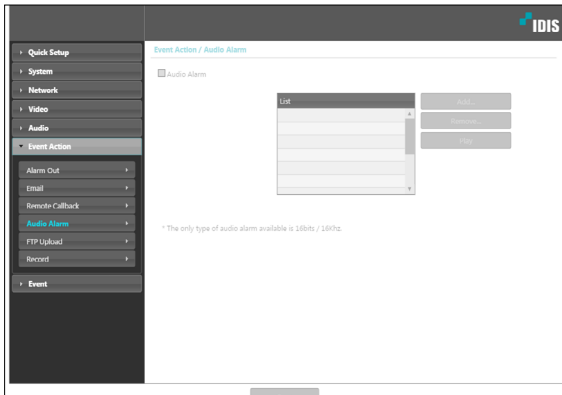 IDIS
Quick Setup
System
Network
Video
Audio
Event Action
Alarm Out
Email
Remote Callback
Audio Alarm
FTP Upload
Record
Event
Event Action / Audio Alarm
Audio Alarm
List
Add...
Remove...
Play
* The only type of audio alarm available is 16bits / 16Khz.